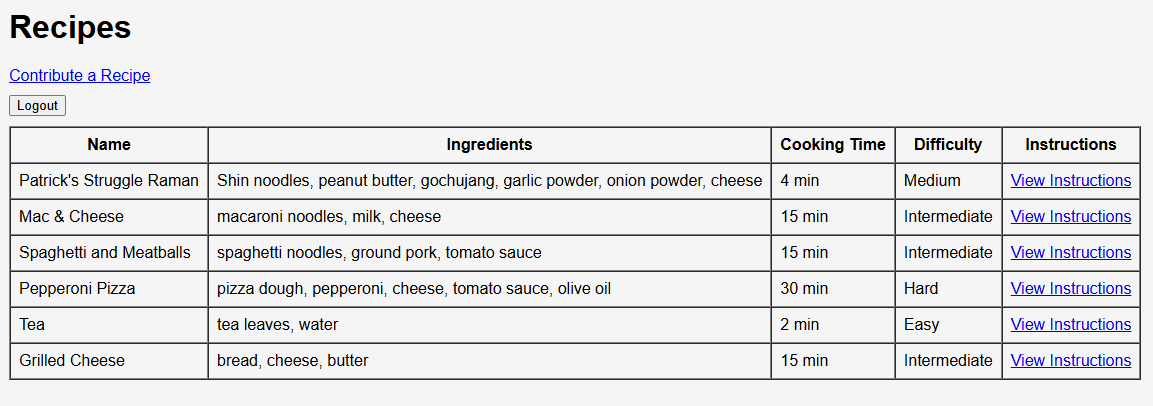 Recipes
Contribute a Recipe
Logout
Name Ingredients Cooking Time Difficulty Instructions
Patrick's Struggle Raman Shin noodles, peanut butter, gochujang, garlic powder, onion powder, cheese 4 min Medium View Instructions
Mac & Cheese macaroni noodles, milk, cheese 15 min Intermediate View Instructions
Spaghetti and Meatballs spaghetti noodles, ground pork, tomato sauce 15 min Intermediate View Instructions
Pepperoni Pizza pizza dough, pepperoni, cheese, tomato sauce, olive oil 30 min Hard View Instructions
Tea tea leaves, water 2 min Easy View Instructions
Grilled Cheese bread, cheese, butter 15 min Intermediate View Instructions